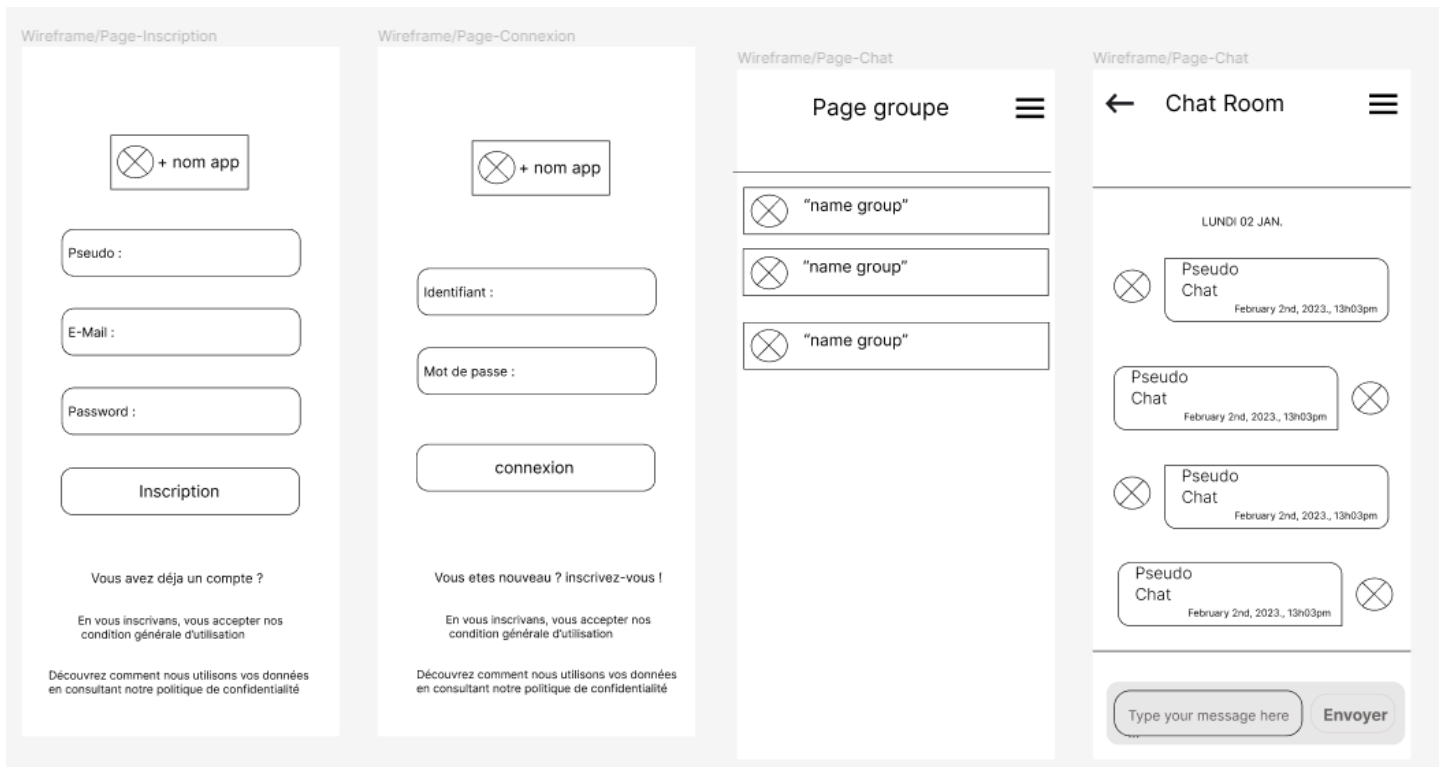 Wireframe/Page-Inscription
+ nom app
Pseudo :
E-Mail :
Password :
Inscription
Vous avez déja un compte ?
En vous inscrivans, vous accepter nos
condition générale d'utilisation
Découvrez comment nous utilisons vos données
en consultant notre politique de confidentialité
Wireframe/Page-Connexion
+ nom app
Identifiant :
Mot de passe :
connexion
Vous etes nouveau ? inscrivez-vous !
En vous inscrivans, vous accepter nos
condition générale d'utilisation
Découvrez comment nous utilisons vos données
en consultant notre politique de confidentialité
Wireframe/Page-Chat
Page groupe
“name group”
“name group”
“name group”
Wireframe/Page-Chat
Chat Room
LUNDI 02 JAN.
Pseudo
Chat
February 2nd, 2023., 13h03pm
Pseudo
Chat
February 2nd, 2023., 13h03pm
Pseudo
Chat
February 2nd, 2023., 13h03pm
Pseudo
Chat
February 2nd, 2023., 13h03pm
Type your message here
...
Envoyer